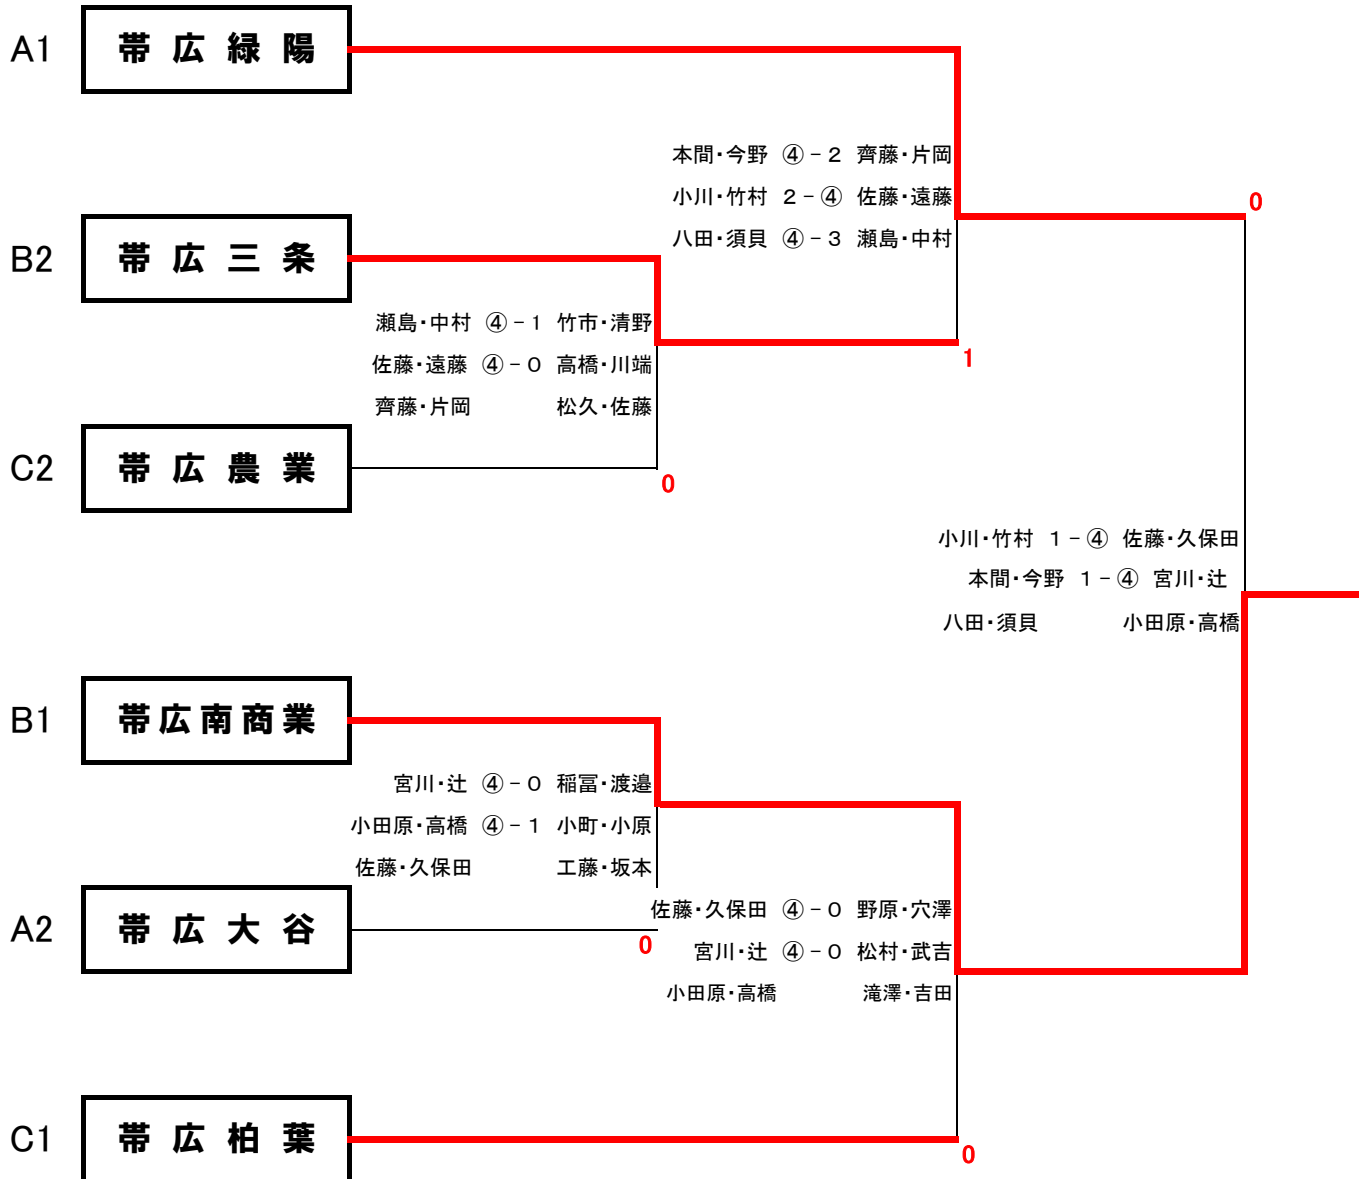 A1 帯広緑陽
本間・今野 ④－2 齊藤・片岡
小川・竹村 2－④ 佐藤・遠藤
0
八田・須貝 ④－3 瀬島・中村
B2 帯広三条
瀬島・中村 ④－1 竹市・清野
1
佐藤・遠藤 ④－0 高橋・川端
齊藤・片岡 松久・佐藤
C2 帯広農業
0
小川・竹村 1－④ 佐藤・久保田
本間・今野 1－④ 宮川・辻
八田・須貝 小田原・高橋
B1 帯広南商業
宮川・辻 ④－0 稲冨・渡邉
小田原・高橋 ④－1 小町・小原
佐藤・久保田 工藤・坂本
佐藤・久保田 ④－0 野原・穴澤
A2 帯広大谷
0
宮川・辻 ④－0 松村・武吉
小田原・高橋 滝澤・吉田
C1 帯広柏葉
0